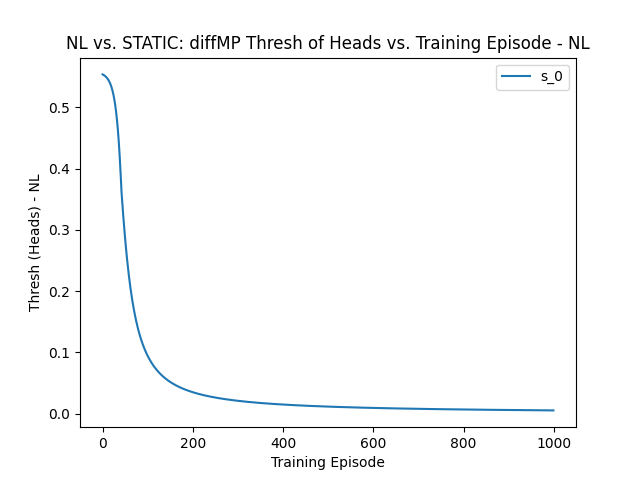 NL vs. STATIC: diffMP Thresh of Heads vs. Training Episode - NL
s_0
Thresh (Heads) - NL
0.5
0.4
0.3
0.2
0.1
0.0
0 200 400 600 800 1000
Training Episode